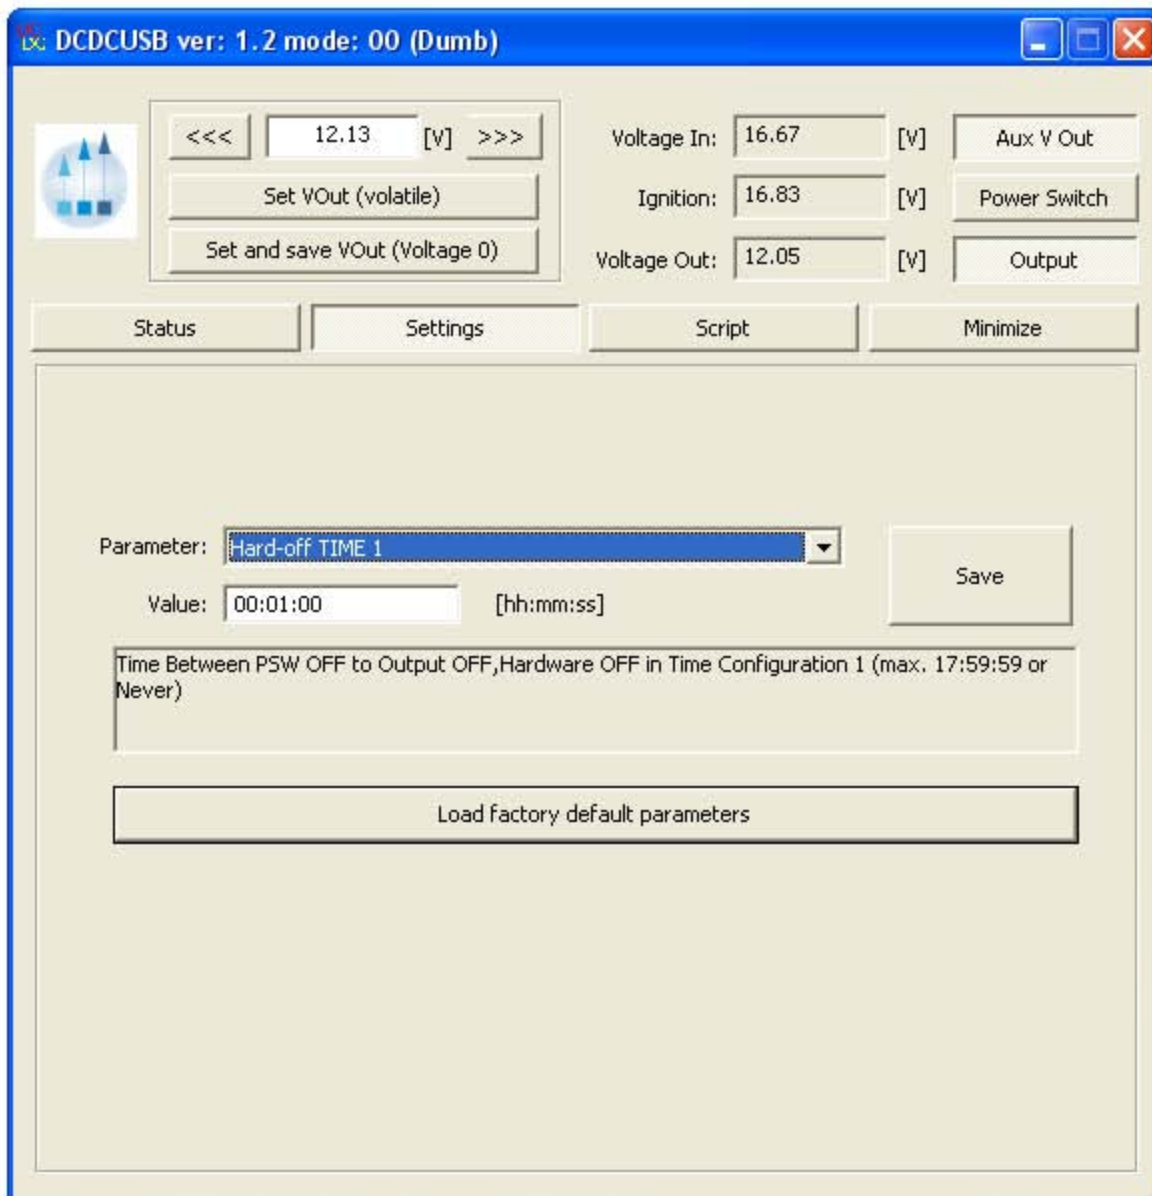 DCDCUSB ver: 1.2 mode: 00 (Dumb)
<<< 12.13 [V] >>>
Set VOut (volatile)
Set and save VOut (Voltage 0)
Voltage In: 16.67 [V] Aux V Out
Ignition: 16.83 [V] Power Switch
Voltage Out: 12.05 [V] Output
Status Settings Script Minimize
Parameter: Hard-off TIME 1
Value: 00:01:00 [hh:mm:ss]
Save
Time Between PSW OFF to Output OFF,Hardware OFF in Time Configuration 1 (max. 17:59:59 or
Never)
Load factory default parameters